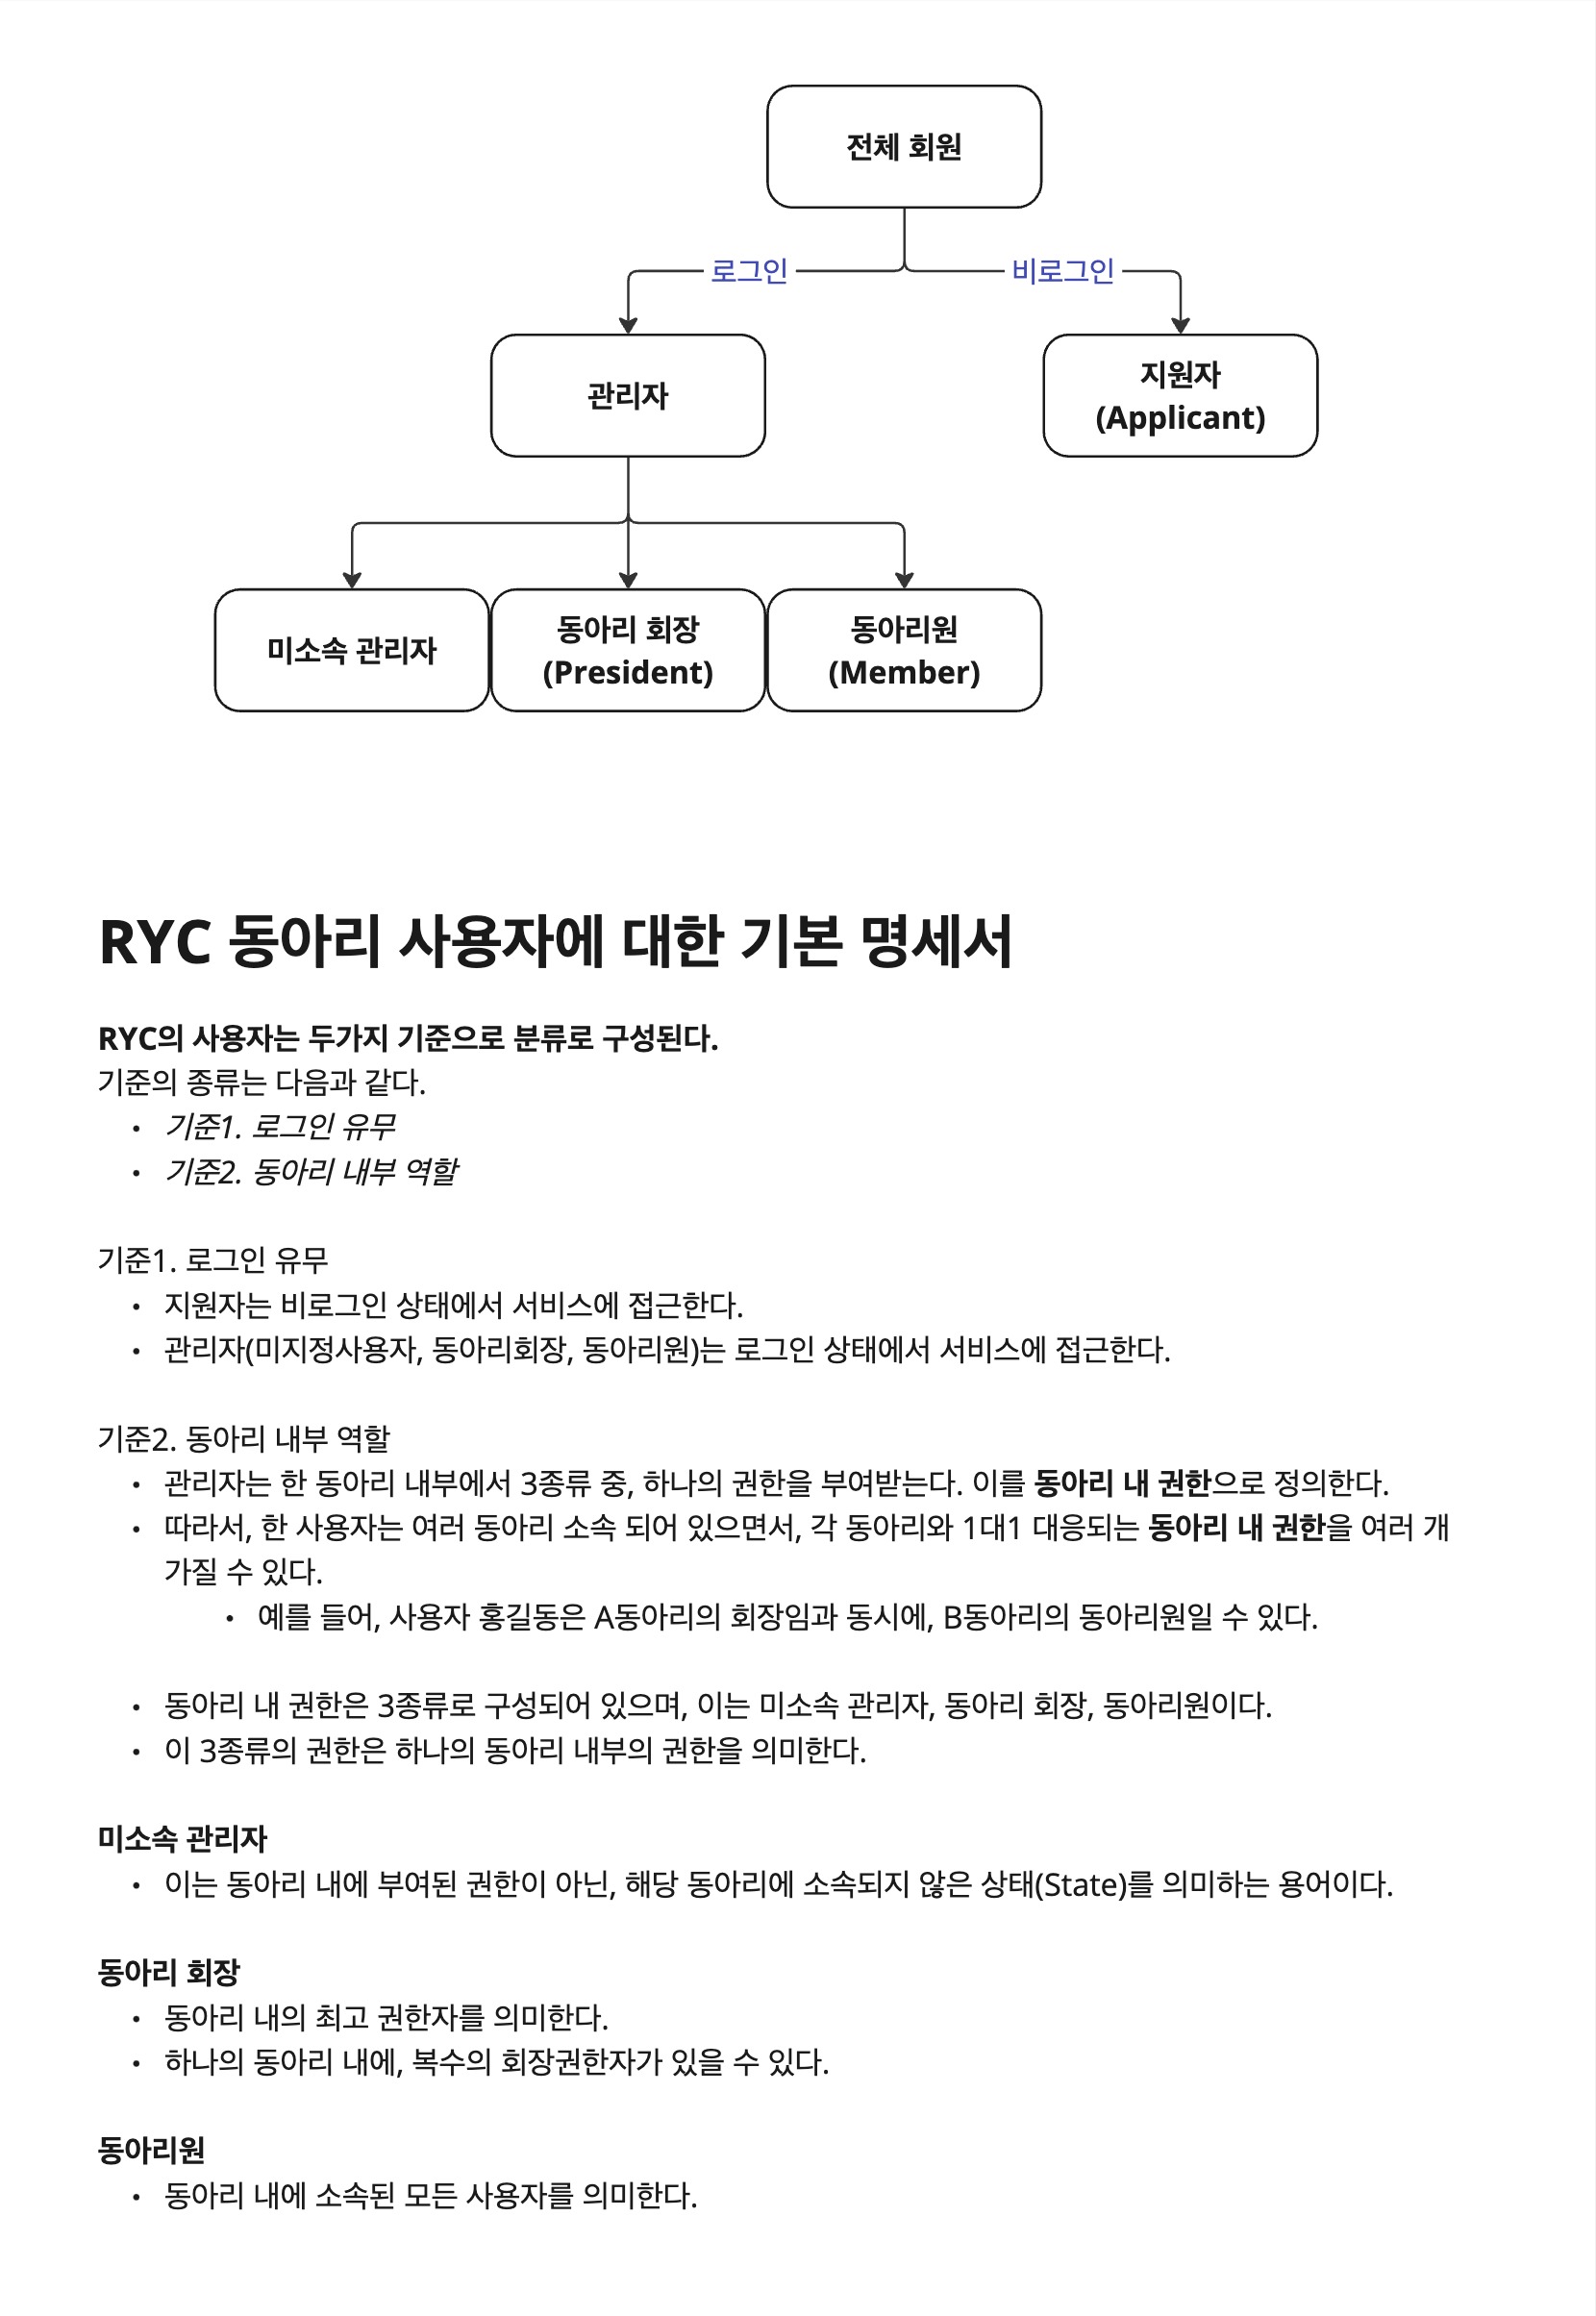 전체 회원
로그인
비로그인
관리자
지원자
(Applicant)
미소속 관리자
동아리 회장
(President)
동아리원
(Member)
RYC 동아리 사용자에 대한 기본 명세서
RYC의 사용자는 두가지 기준으로 분류로 구성된다.
기준의 종류는 다음과 같다.
• 기준1. 로그인 유무
• 기준2. 동아리 내부 역할
기준1. 로그인 유무
• 지원자는 비로그인 상태에서 서비스에 접근한다.
• 관리자(미지정사용자, 동아리회장, 동아리원)는 로그인 상태에서 서비스에 접근한다.
기준2. 동아리 내부 역할
• 관리자는 한 동아리 내부에서 3종류 중, 하나의 권한을 부여받는다. 이를 동아리 내 권한으로 정의한다.
• 따라서, 한 사용자는 여러 동아리 소속 되어 있으면서, 각 동아리와 1대1 대응되는 동아리 내 권한을 여러 개
가질 수 있다.
• 예를 들어, 사용자 홍길동은 A동아리의 회장임과 동시에, B동아리의 동아리원일 수 있다.
• 동아리 내 권한은 3종류로 구성되어 있으며, 이는 미소속 관리자, 동아리 회장, 동아리원이다.
• 이 3종류의 권한은 하나의 동아리 내부의 권한을 의미한다.
미소속 관리자
• 이는 동아리 내에 부여된 권한이 아닌, 해당 동아리에 소속되지 않은 상태(State)를 의미하는 용어이다.
동아리 회장
• 동아리 내의 최고 권한자를 의미한다.
• 하나의 동아리 내에, 복수의 회장권한자가 있을 수 있다.
동아리원
• 동아리 내에 소속된 모든 사용자를 의미한다.